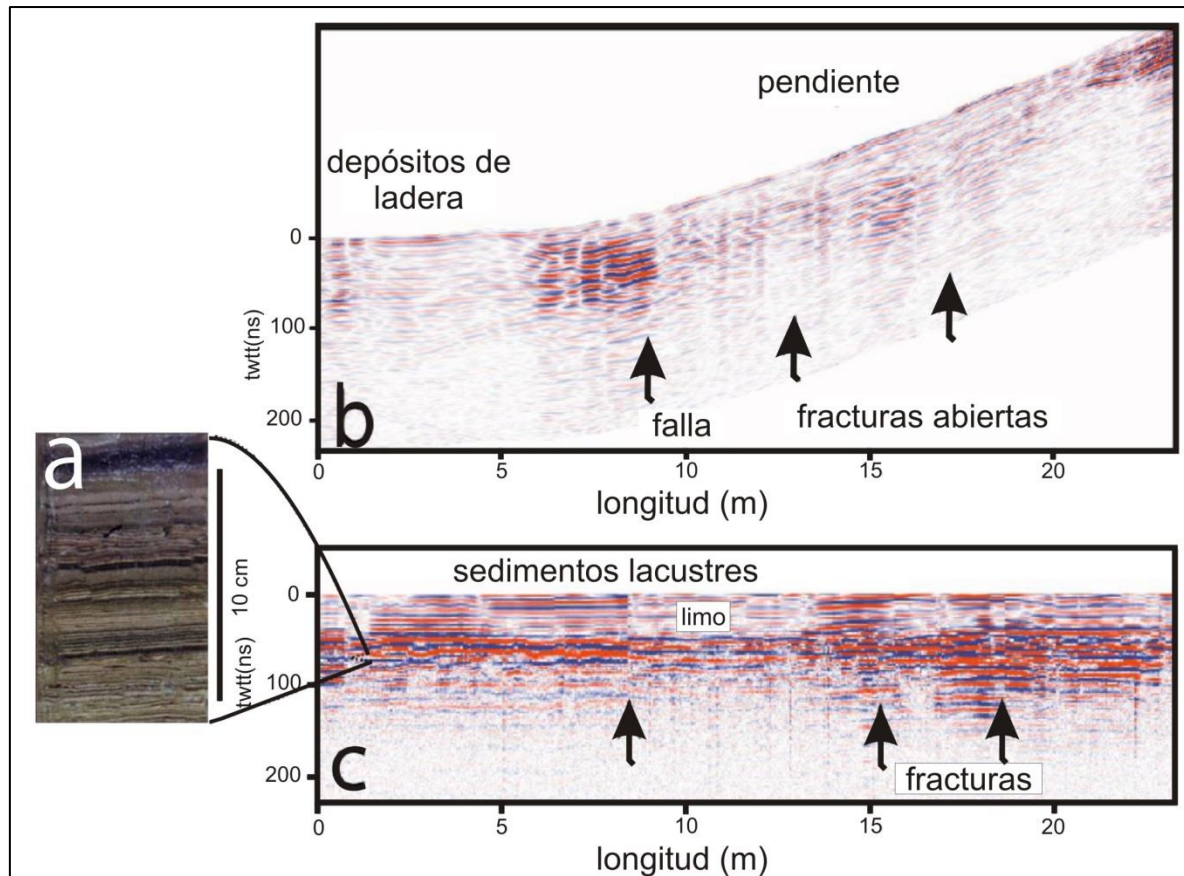 pendiente
depósitos de
ladera
0
100
200
twtt(ns)
b
falla
fracturas abiertas
0 5 10 15 20
longitud (m)
a
10 cm
twtt(ns)
sedimentos lacustres
limo
0
100
200
c
fracturas
0 5 10 15 20
longitud (m)